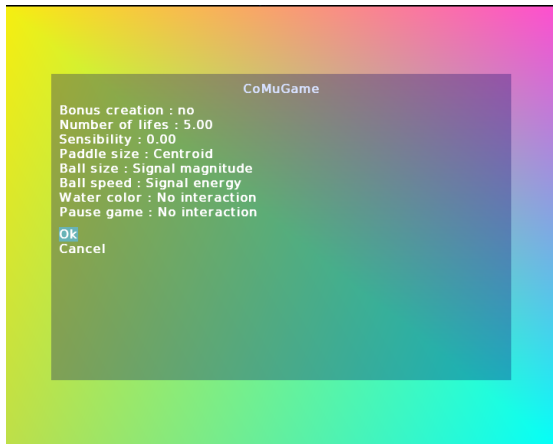 CoMuGame
Bonus creation : no
Number of lifes : 5.00
Sensibility : 0.00
Paddle size : Centroid
Ball size : Signal magnitude
Ball speed : Signal energy
Water color : No interaction
Pause game : No interaction
Ok
Cancel